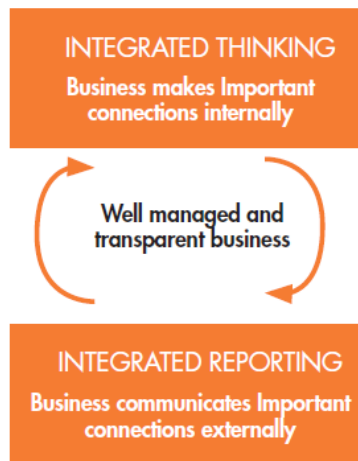 INTEGRATED THINKING
Business makes Important
connections internally
Well managed and
transparent business
INTEGRATED REPORTING
Business communicates Important
connections externally